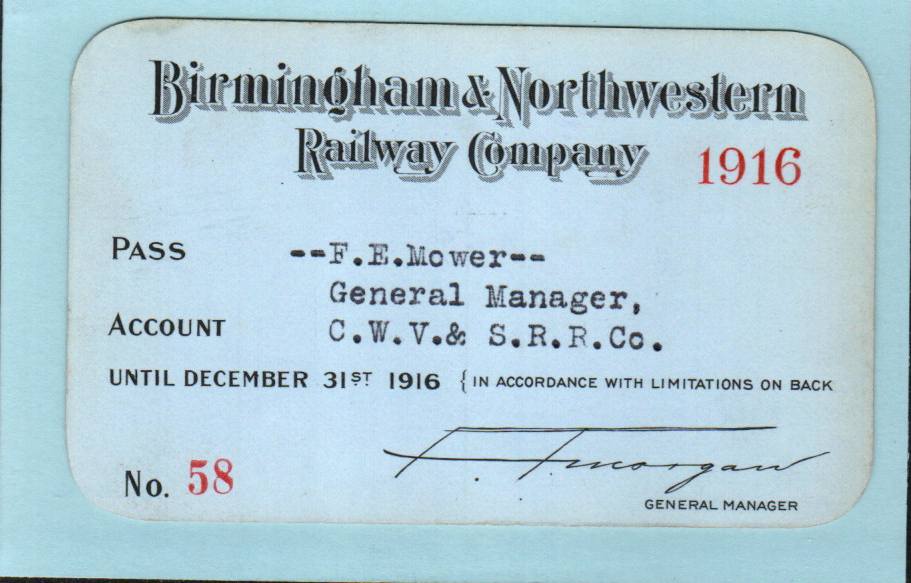 Birmingham & Northwestern
Railway Company
1916
PASS --F.E.Mower--
General Manager,
ACCOUNT C.W.V.& S.R.R.Co.
UNTIL DECEMBER 31ST 1916 { IN ACCORDANCE WITH LIMITATIONS ON BACK
No. 58
GENERAL MANAGER